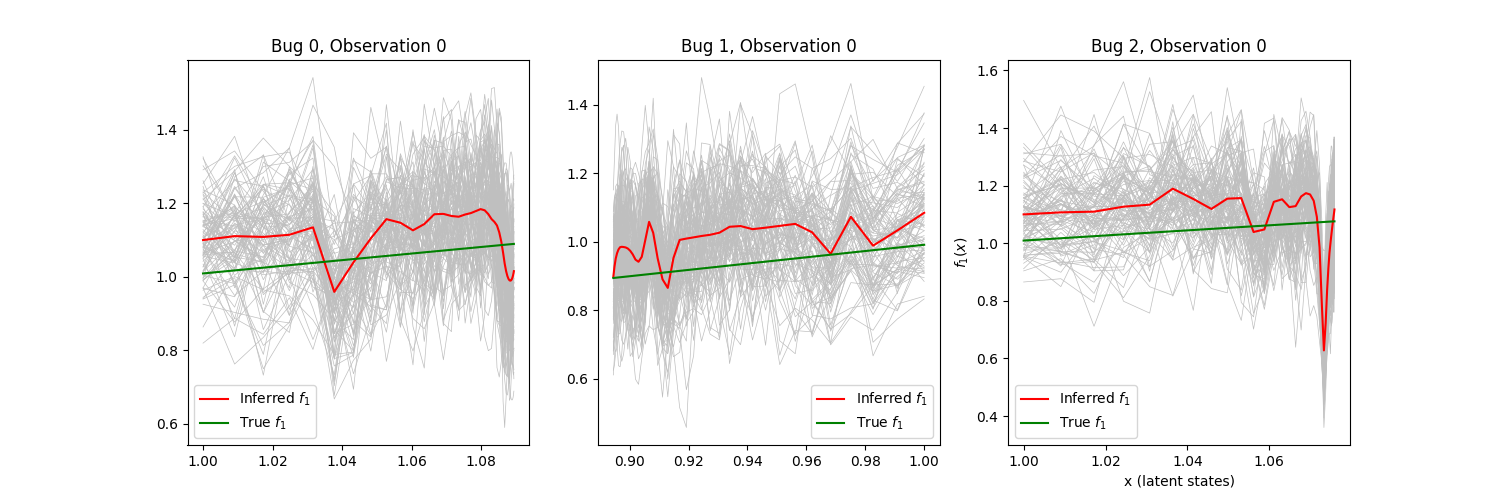 Bug 0, Observation 0
1.4
1.2
1.0
0.8
0.6
Inferred f₁
True f₁
1.00 1.02 1.04 1.06 1.08
Bug 1, Observation 0
1.4
1.2
1.0
0.8
0.6
Inferred f₁
True f₁
0.90 0.92 0.94 0.96 0.98 1.00
Bug 2, Observation 0
f₁(x)
1.6
1.4
1.2
1.0
0.8
0.6
0.4
Inferred f₁
True f₁
1.00 1.02 1.04 1.06
x (latent states)